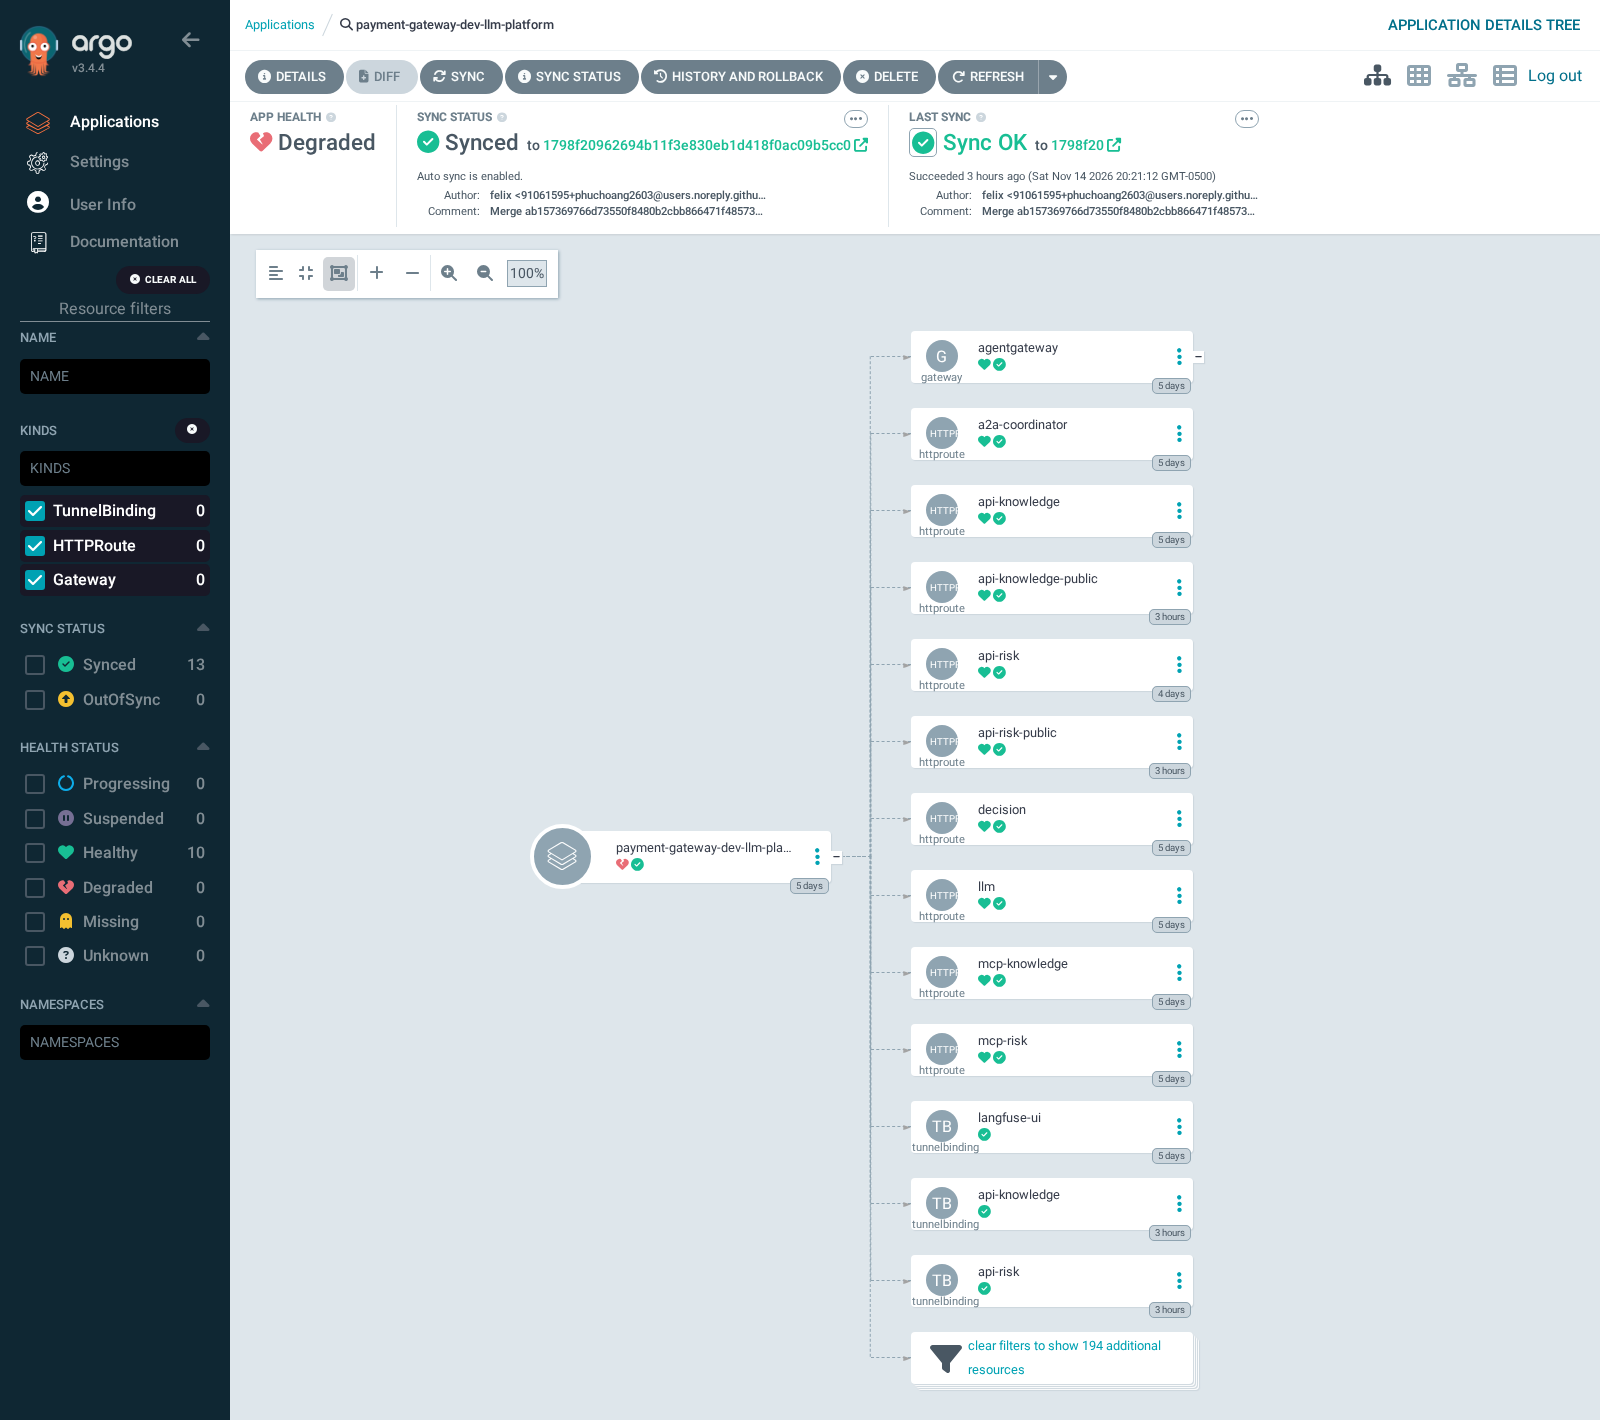 argo
v3.4.4
Applications
Settings
User Info
Documentation
CLEAR ALL
Resource filters
NAME
NAME
KINDS
KINDS
TunnelBinding 0
HTTPRoute 0
Gateway 0
SYNC STATUS
Synced 13
OutOfSync 0
HEALTH STATUS
Progressing 0
Suspended 0
Healthy 10
Degraded 0
Missing 0
Unknown 0
NAMESPACES
NAMESPACES
Applications / payment-gateway-dev-llm-platform
APPLICATION DETAILS TREE
DETAILS DIFF SYNC SYNC STATUS HISTORY AND ROLLBACK DELETE REFRESH
Log out
APP HEALTH
Degraded
SYNC STATUS
Synced to 1798f20962694b11f3e830eb1d418f0ac09b5cc0
Auto sync is enabled.
Author: felix <91061595+phuchoang2603@users.noreply.githu...
Comment: Merge ab157369766d73550f8480b2cbb866471f48573...
LAST SYNC
Sync OK to 1798f20
Succeeded 3 hours ago (Sat Nov 14 2026 20:21:12 GMT-0500)
Author: felix <91061595+phuchoang2603@users.noreply.githu...
Comment: Merge ab157369766d73550f8480b2cbb866471f48573...
100%
payment-gateway-dev-llm-pla...
5 days
G
agentgateway
gateway
5 days
HTTPR
a2a-coordinator
httproute
5 days
HTTPR
api-knowledge
httproute
5 days
HTTPR
api-knowledge-public
httproute
3 hours
HTTPR
api-risk
httproute
4 days
HTTPR
api-risk-public
httproute
3 hours
HTTPR
decision
httproute
5 days
HTTPR
llm
httproute
5 days
HTTPR
mcp-knowledge
httproute
5 days
HTTPR
mcp-risk
httproute
5 days
TB
langfuse-ui
tunnelbinding
5 days
TB
api-knowledge
tunnelbinding
3 hours
TB
api-risk
tunnelbinding
3 hours
clear filters to show 194 additional
resources